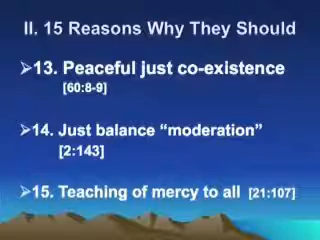 II. 15 Reasons Why They Should
➢13. Peaceful just co-existence
[60:8-9]
➢14. Just balance “moderation”
[2:143]
➢15. Teaching of mercy to all [21:107]